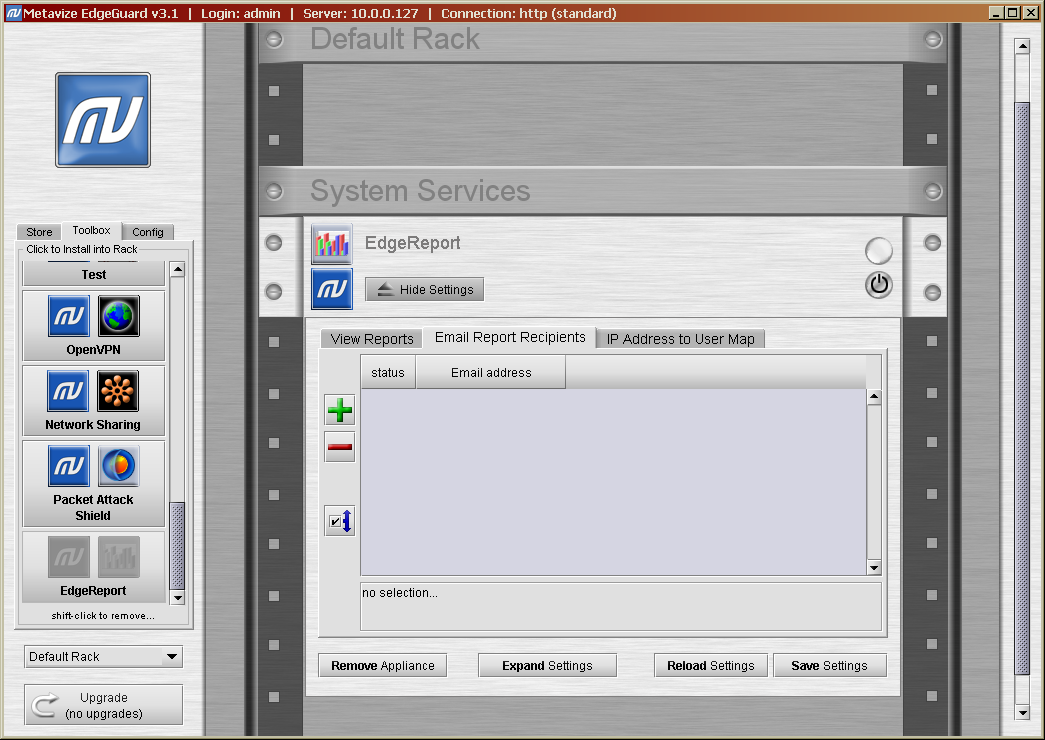 Metavize EdgeGuard v3.1 | Login: admin | Server: 10.0.0.127 | Connection: http (standard)
Default Rack
System Services
Store
Toolbox
Config
Click to Install into Rack
Test
OpenVPN
Network Sharing
Packet Attack
Shield
EdgeReport
shift-click to remove...
Default Rack
Upgrade
(no upgrades)
EdgeReport
Hide Settings
View Reports
Email Report Recipients
IP Address to User Map
status
Email address
no selection...
Remove Appliance
Expand Settings
Reload Settings
Save Settings